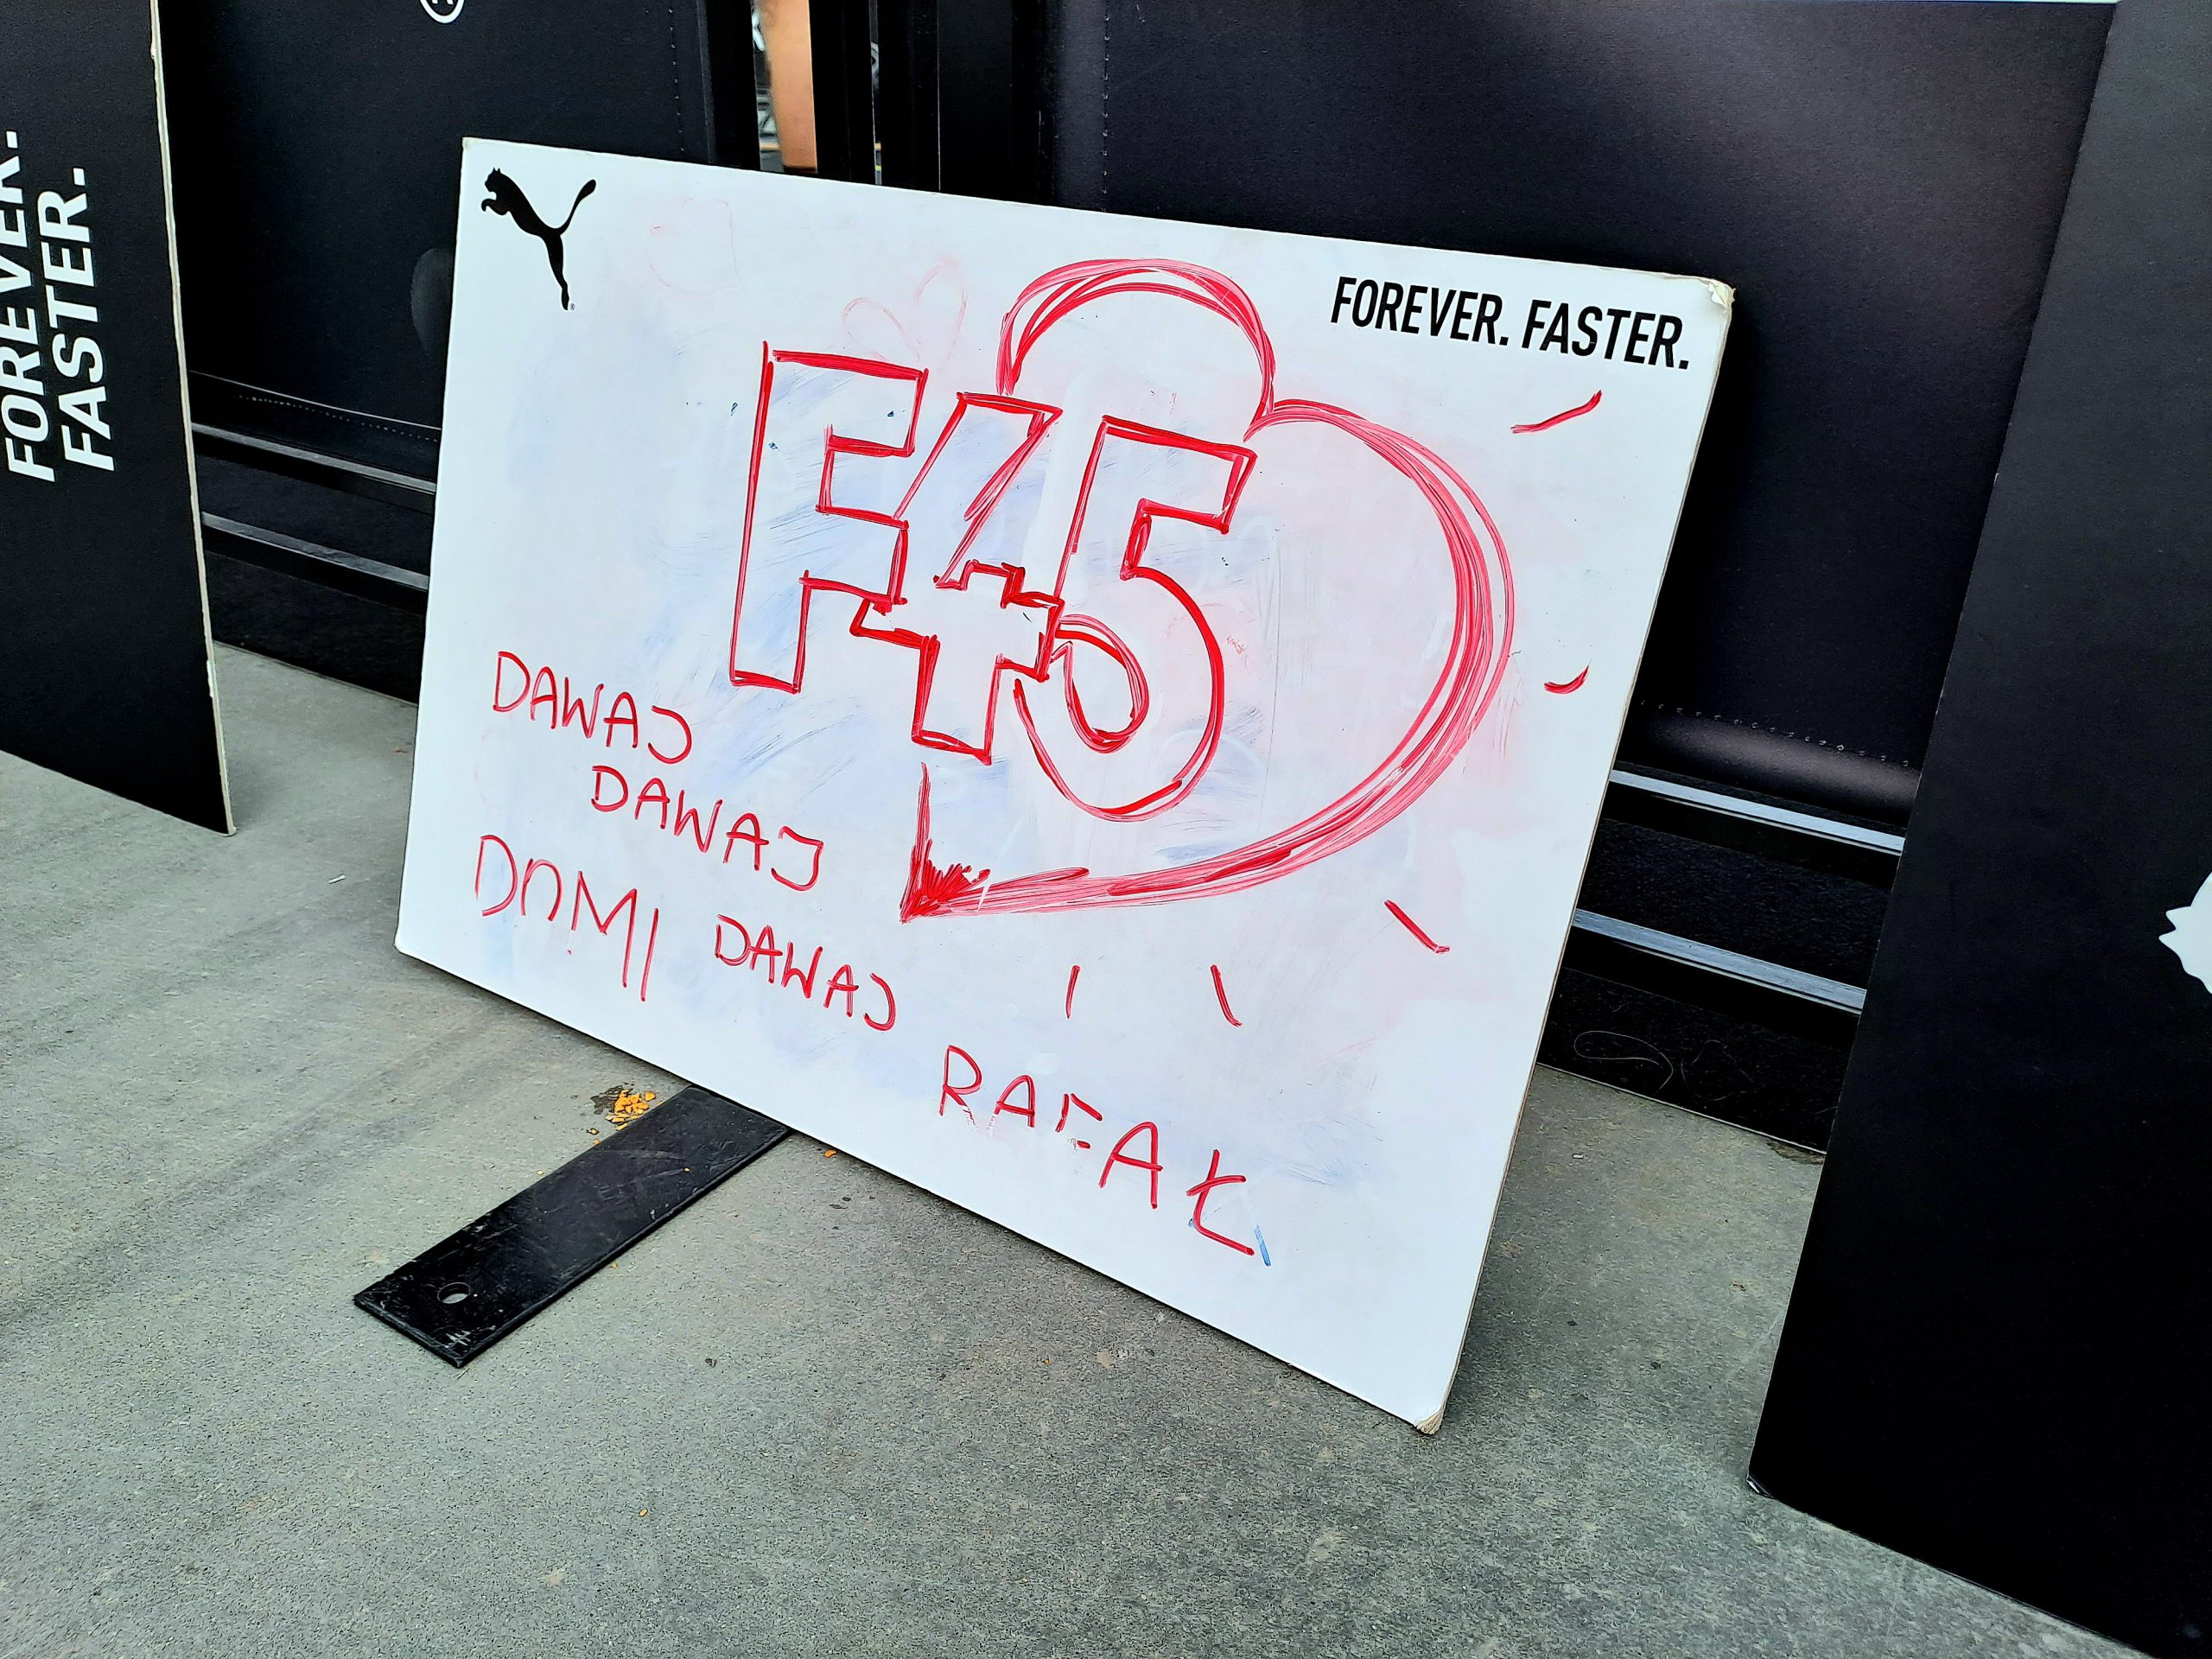 FOREVER.
FASTER.
FOREVER. FASTER.
F45
DAWAJ
DAWAJ
DOMI DAWAJ
RAFAŁ